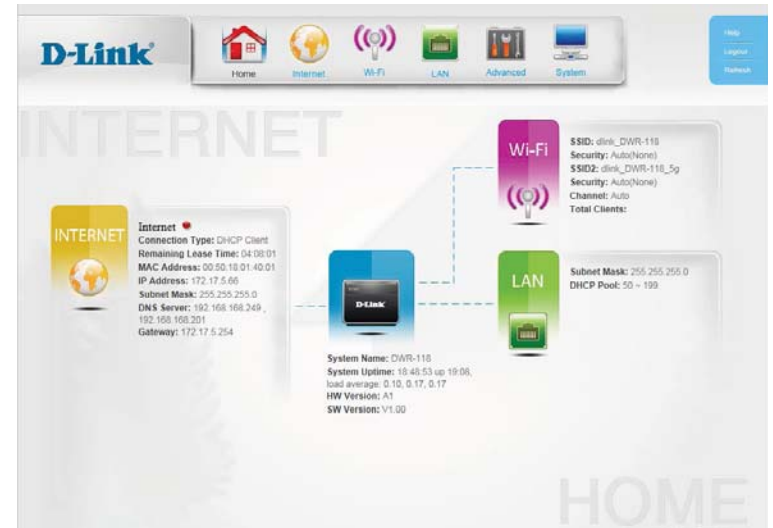 D-Link
Home
Internet
Wi-Fi
LAN
Advanced
System
Help
Logout
Refresh
INTERNET
INTERNET
Internet
Connection Type: DHCP Client
Remaining Lease Time: 04:08:01
MAC Address: 00:50:18:01:40:01
IP Address: 172.17.5.66
Subnet Mask: 255.255.255.0
DNS Server: 192.168.168.249 ,
192.168.168.201
Gateway: 172.17.5.254
D-Link
System Name: DWR-118
System Uptime: 18:48:53 up 19:08,
load average: 0.10, 0.17, 0.17
HW Version: A1
SW Version: V1.00
Wi-Fi
SSID: dlink_DWR-118
Security: Auto(None)
SSID2: dlink_DWR-118_5g
Security: Auto(None)
Channel: Auto
Total Clients:
LAN
Subnet Mask: 255.255.255.0
DHCP Pool: 50 ~ 199
HOME